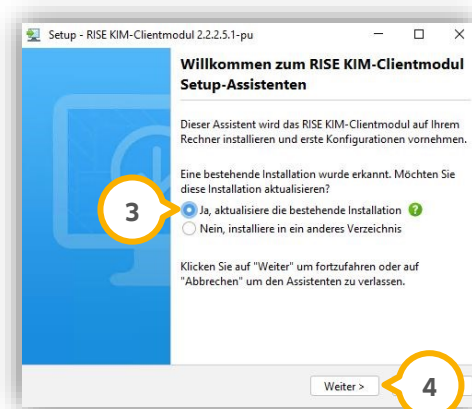 Setup - RISE KIM-Clientmodul 2.2.2.5.1-pu
Willkommen zum RISE KIM-Clientmodul
Setup-Assistenten
Dieser Assistent wird das RISE KIM-Clientmodul auf Ihrem
Rechner installieren und erste Konfigurationen vornehmen.
Eine bestehende Installation wurde erkannt. Möchten Sie
diese Installation aktualisieren?
3
Ja, aktualisiere die bestehende Installation ?
Nein, installiere in ein anderes Verzeichnis
Klicken Sie auf "Weiter" um fortzufahren oder auf
"Abbrechen" um den Assistenten zu verlassen.
Weiter >
4